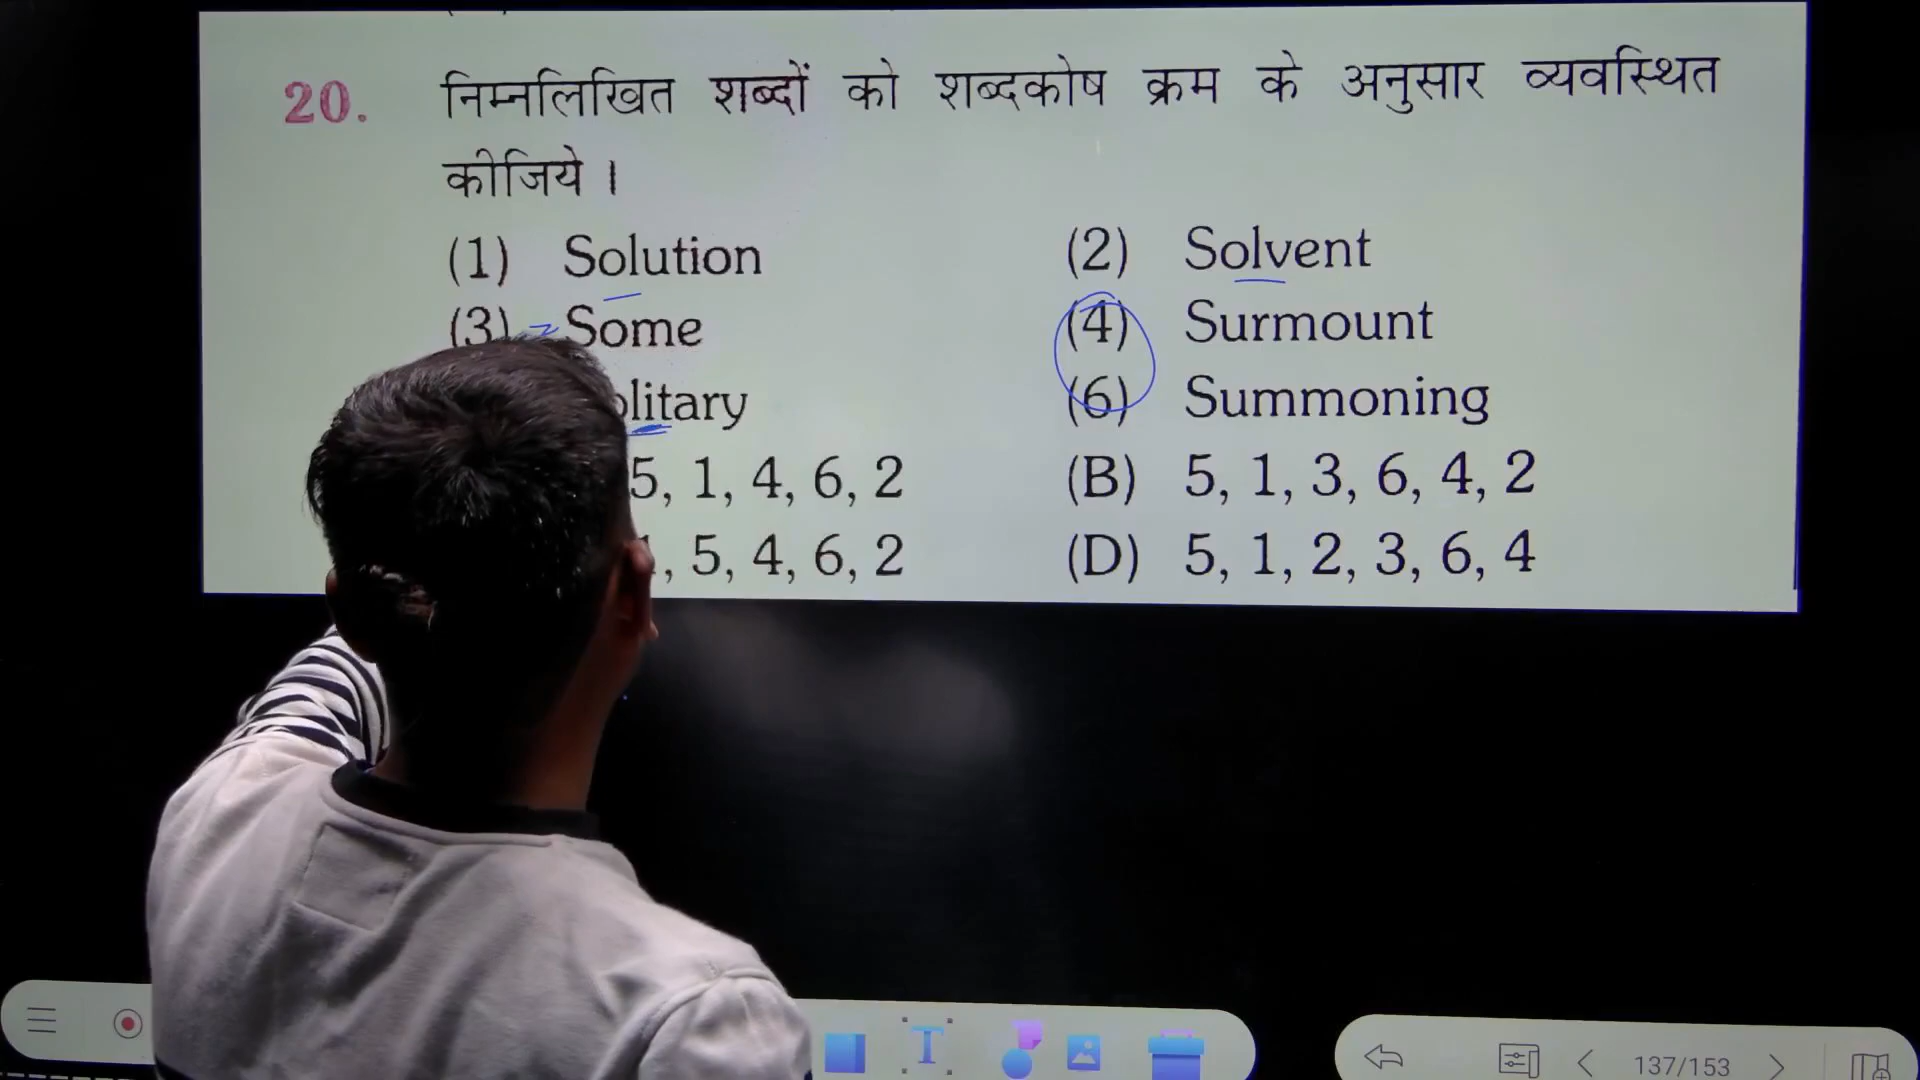 20. निम्नलिखित शब्दों को शब्दकोष क्रम के अनुसार व्यवस्थित
कीजिये ।
(1) Solution (2) Solvent
(3) Some (4) Surmount
(6) Summoning
5, 1, 4, 6, 2 (B) 5, 1, 3, 6, 4, 2
, 5, 4, 6, 2 (D) 5, 1, 2, 3, 6, 4
137/153